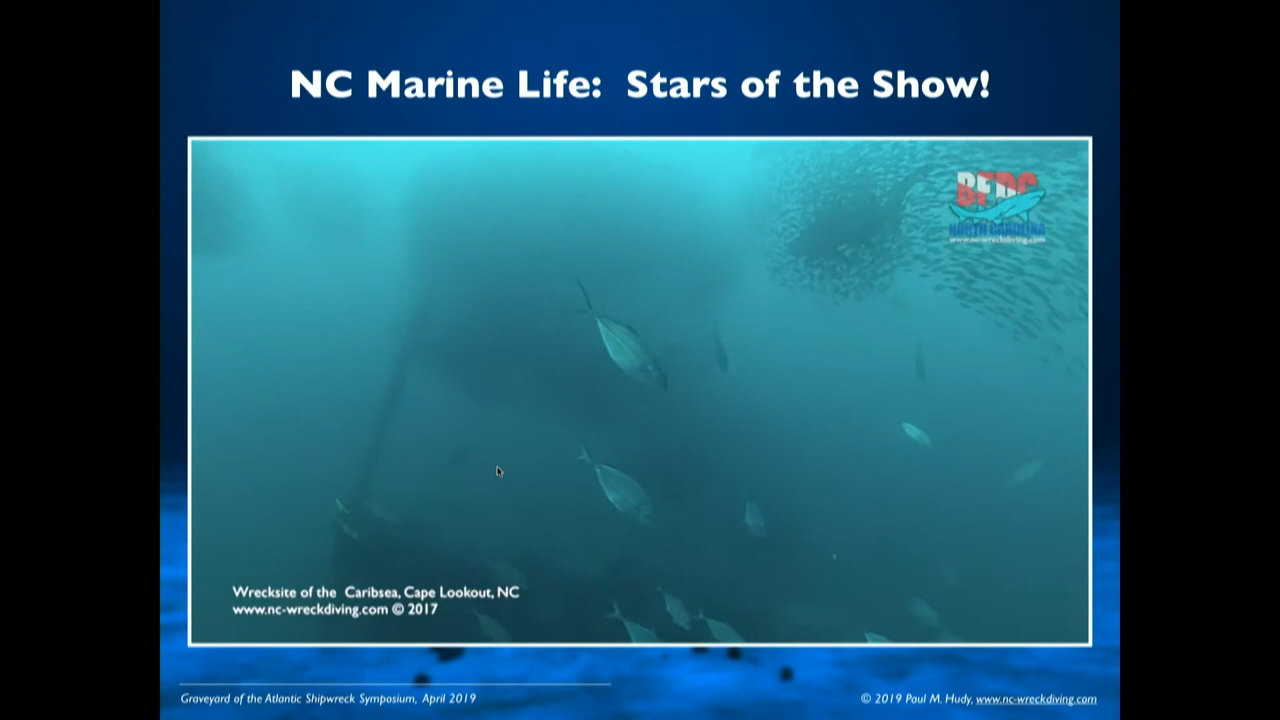 NC Marine Life:  Stars of the Show!
BFDC
NORTH CAROLINA
www.nc-wreckdiving.com
Wrecksite of the  Caribsea, Cape Lookout, NC
www.nc-wreckdiving.com © 2017
Graveyard of the Atlantic Shipwreck Symposium, April 2019
© 2019 Paul M. Hudy, www.nc-wreckdiving.com